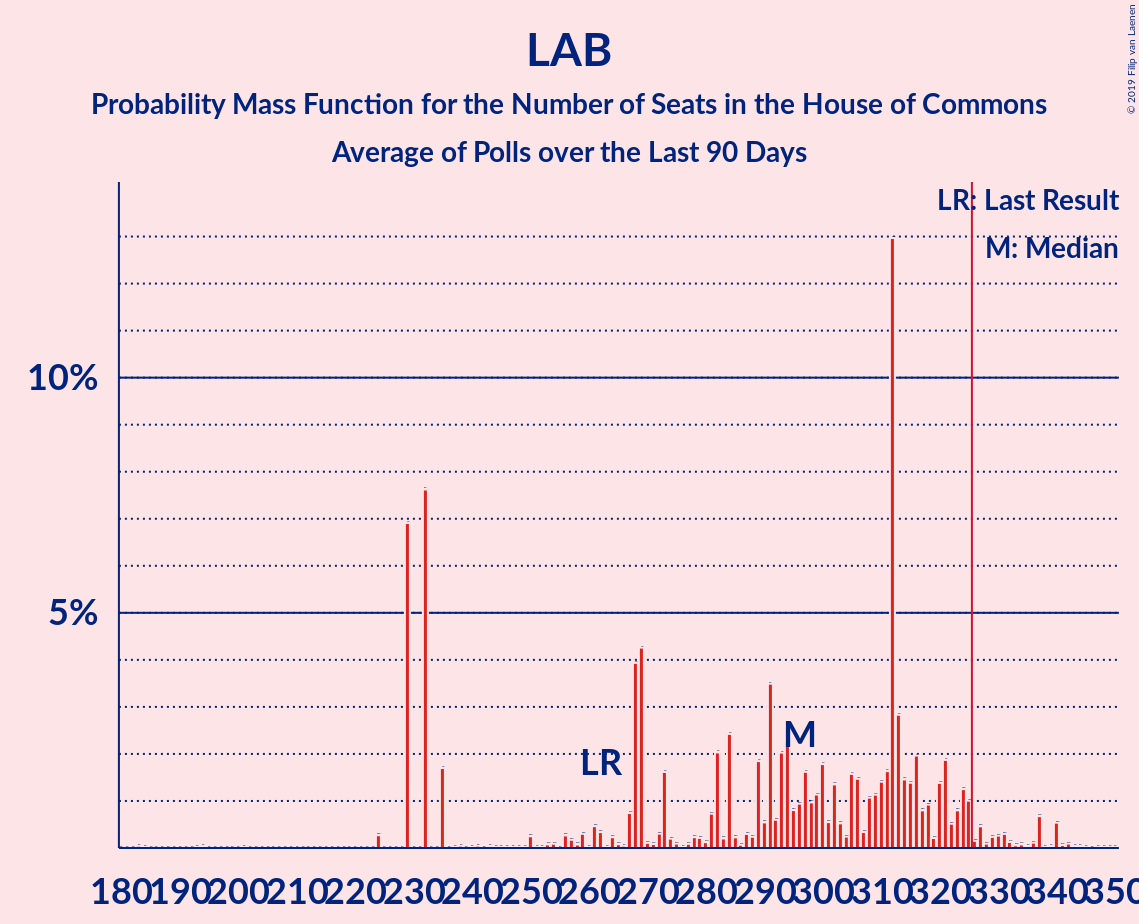 LAB
Probability Mass Function for the Number of Seats in the House of Commons
Average of Polls over the Last 90 Days
© 2019 Filip van Laenen
LR: Last Result
M: Median
10%
5%
LR
M
180 190 200 210 220 230 240 250 260 270 280 290 300 310 320 330 340 350